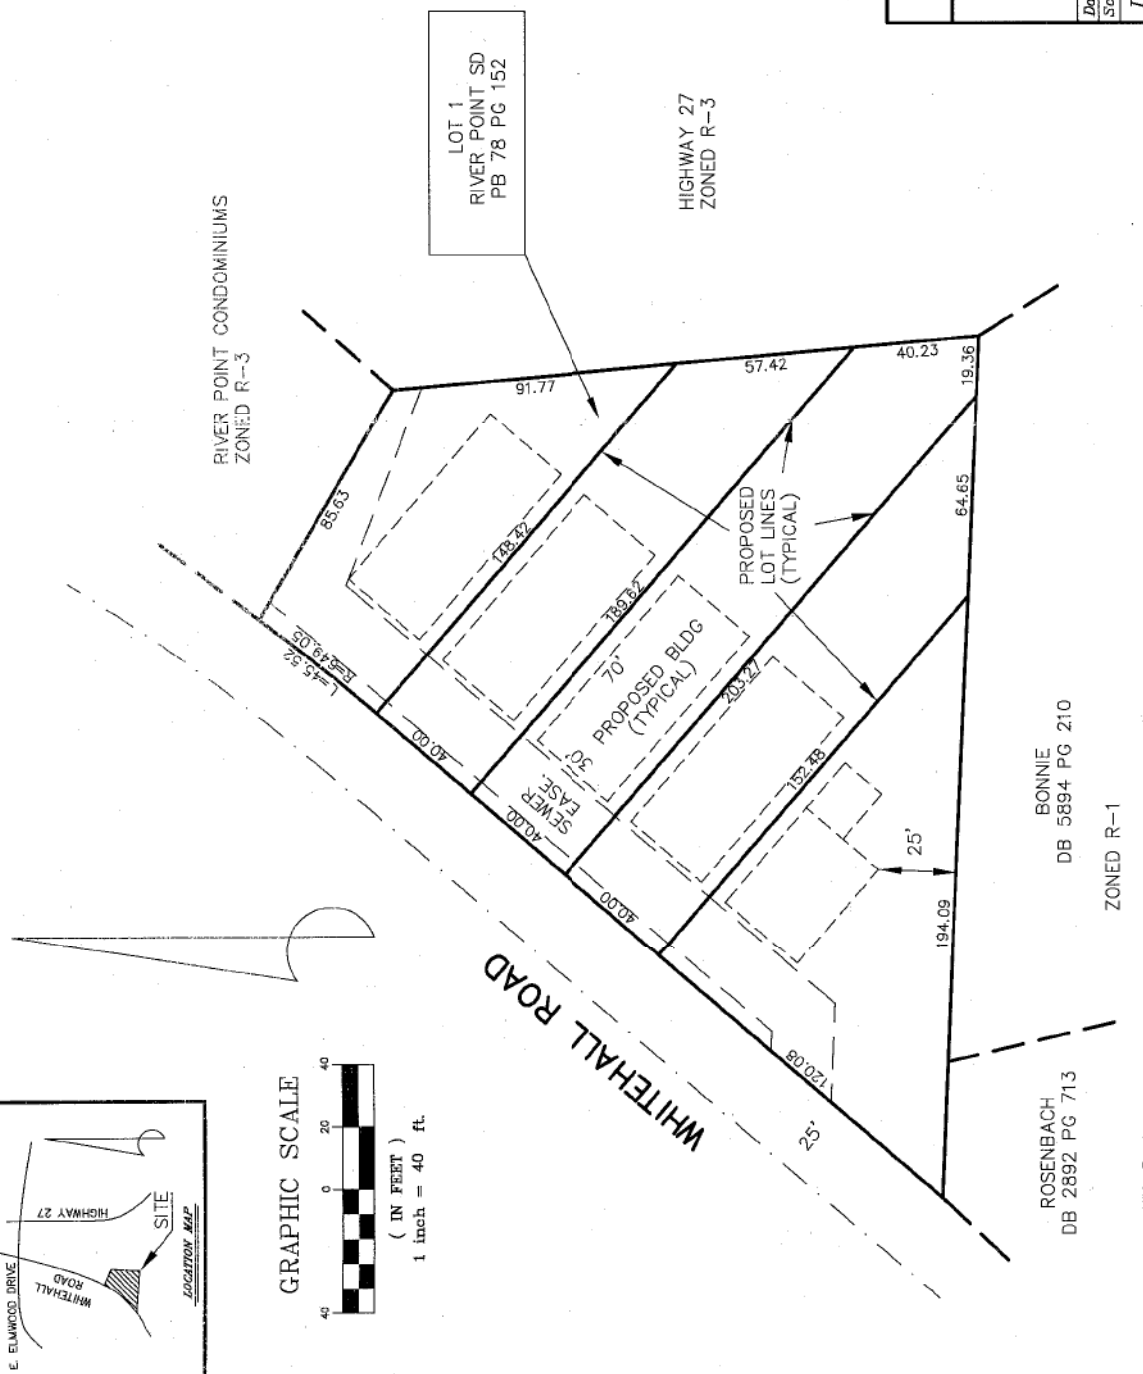 LOT 1
RIVER POINT SD
PB 78 PG 152
HIGHWAY 27
ZONED R-3
RIVER POINT CONDOMINIUMS
ZONED R-3
85.63
91.77
57.42
40.23
19.36
64.65
194.09
L=45.52
R=649.05
148.42
189.62
203.27
152.48
40.00
40.00
40.00
120.08
SEWER
EASE.
30'
70'
PROPOSED BLDG
(TYPICAL)
PROPOSED
LOT LINES
(TYPICAL)
25'
25'
WHITEHALL ROAD
BONNIE
DB 5894 PG 210
ZONED R-1
ROSENBACH
DB 2892 PG 713
GRAPHIC SCALE
40 0 20 40
( IN FEET )
1 inch = 40 ft.
E. ELMWOOD DRIVE
HIGHWAY 27
WHITEHALL
ROAD
SITE
LOCATION MAP